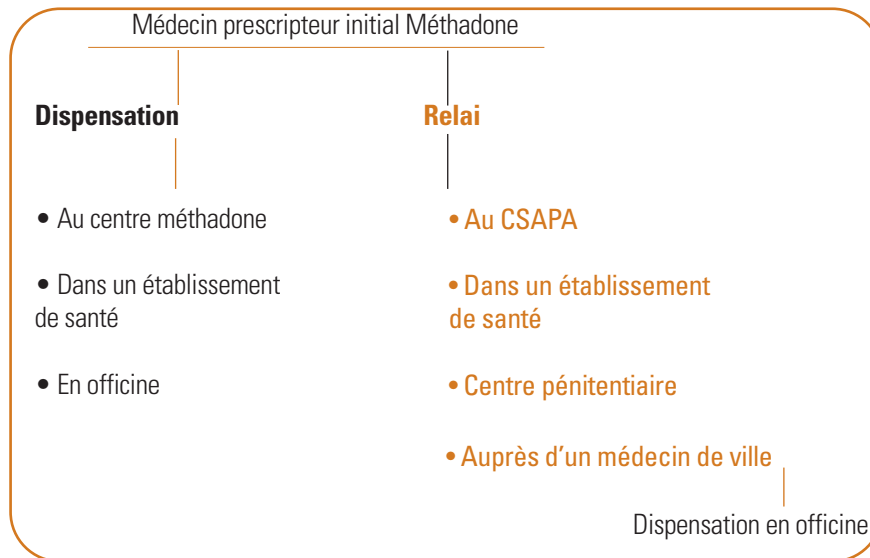 Médecin prescripteur initial Méthadone
Dispensation
• Au centre méthadone
• Dans un établissement
de santé
• En officine
Relai
• Au CSAPA
• Dans un établissement
de santé
• Centre pénitentiaire
• Auprès d’un médecin de ville
Dispensation en officine